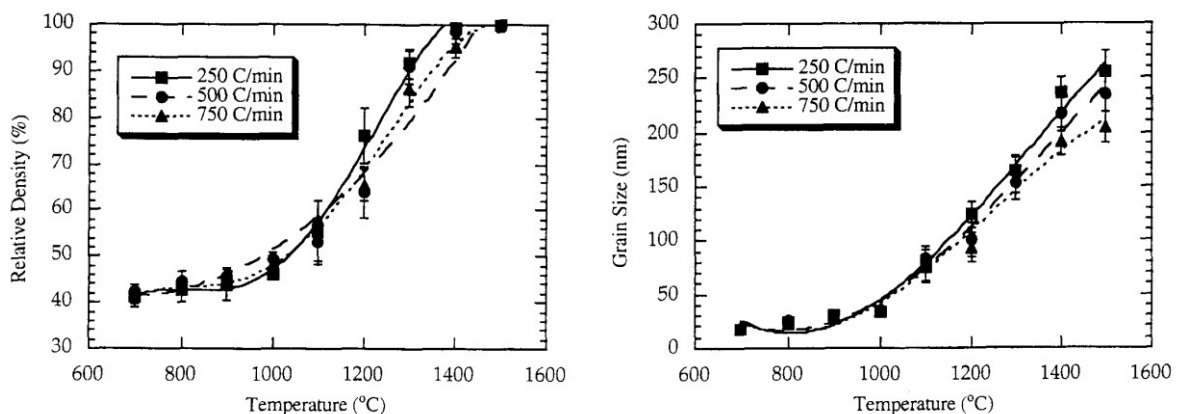 100
90
80
70
60
50
40
30
Relative Density (%)
250 C/min
500 C/min
750 C/min
600 800 1000 1200 1400 1600
Temperature (°C)
300
250
200
150
100
50
0
Grain Size (nm)
250 C/min
500 C/min
750 C/min
600 800 1000 1200 1400 1600
Temperature (°C)